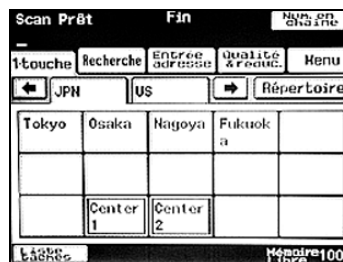 Scan Prêt Fin Num. en chaîne
1-touche Recherche Entrée adresse Qualité & réduc. Menu
JPN US Répertoire
Tokyo Osaka Nagoya Fukuok
a
Center 1 Center 2
Liste tâches Mémoire Libre 100